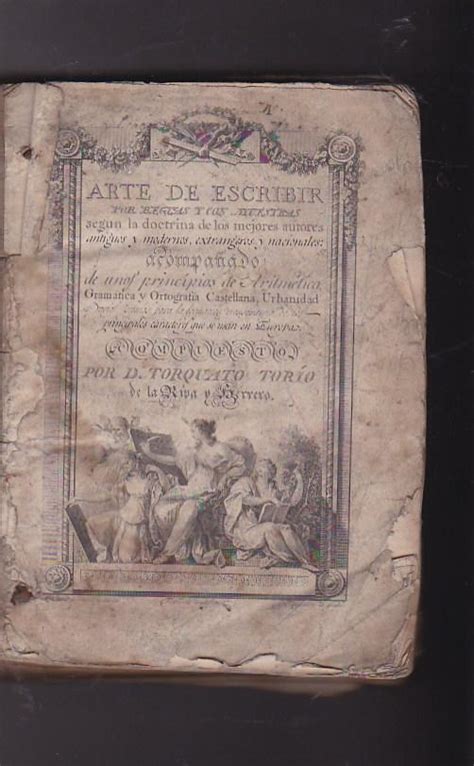 ARTE DE ESCRIBIR
POR REGLAS Y CON MUESTRAS
segun la doctrina de los mejores autores
antiguos y modernos, extrangeros y nacionales:
acompañado
de unos principios de Aritmética
Gramática y Ortografía Castellana, Urbanidad
principales caracteres que se usan en Europa:
COMPUESTO
POR D. TORQUATO TORÍO
de la Riva y Herrero.